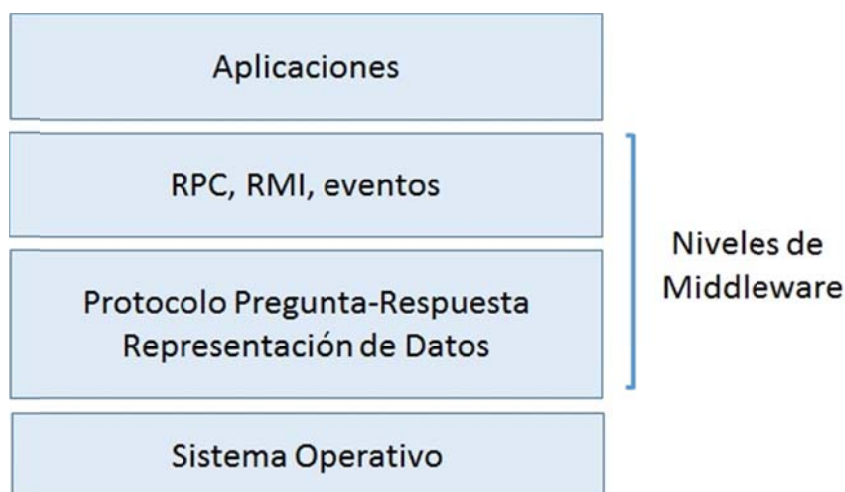 Aplicaciones
RPC, RMI, eventos
Niveles de
Middleware
Protocolo Pregunta-Respuesta
Representación de Datos
Sistema Operativo